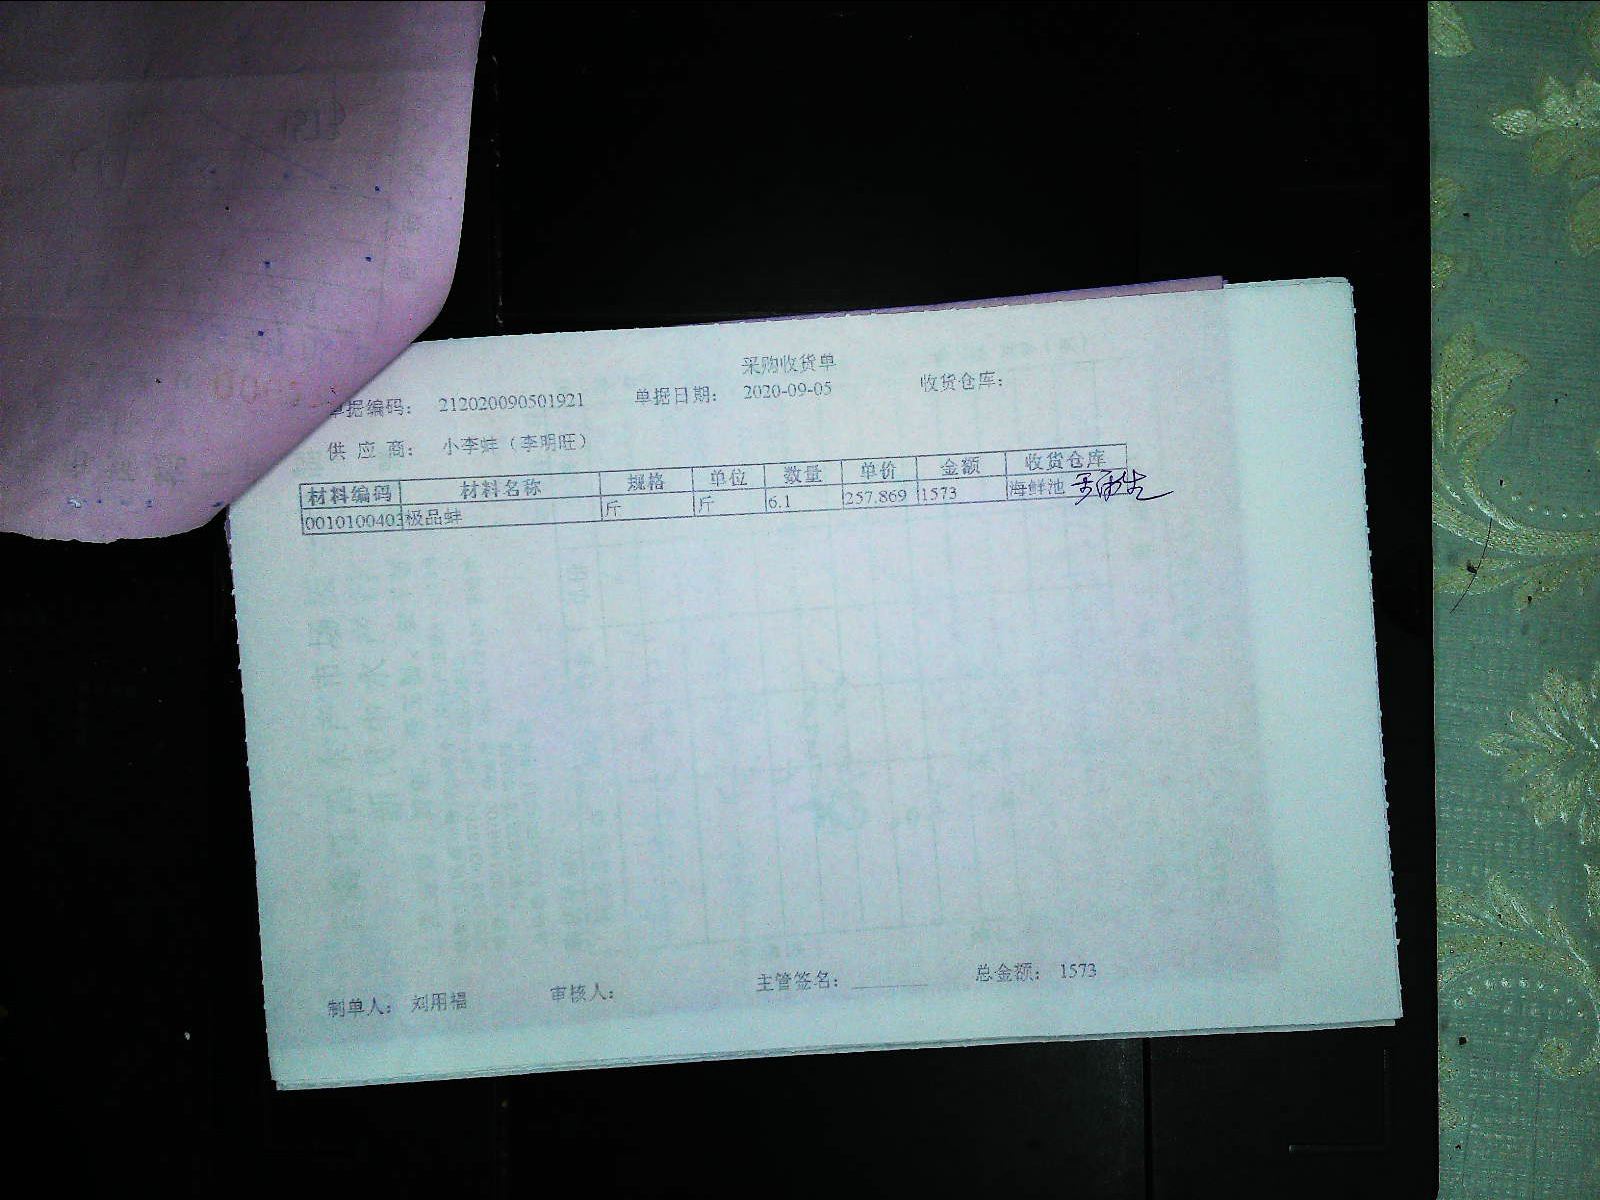 采购收货单
单据编码: 212020090501921 单据日期: 2020-09-05 收货仓库:
供应商: 小李蚌（李明旺）
材料编码 材料名称 规格 单位 数量 单价 金额 收货仓库
0010100403 极品蚌 斤 斤 6.1 257.869 1573 海鲜池
制单人: 刘用福 审核人: 主管签名: 总金额: 1573